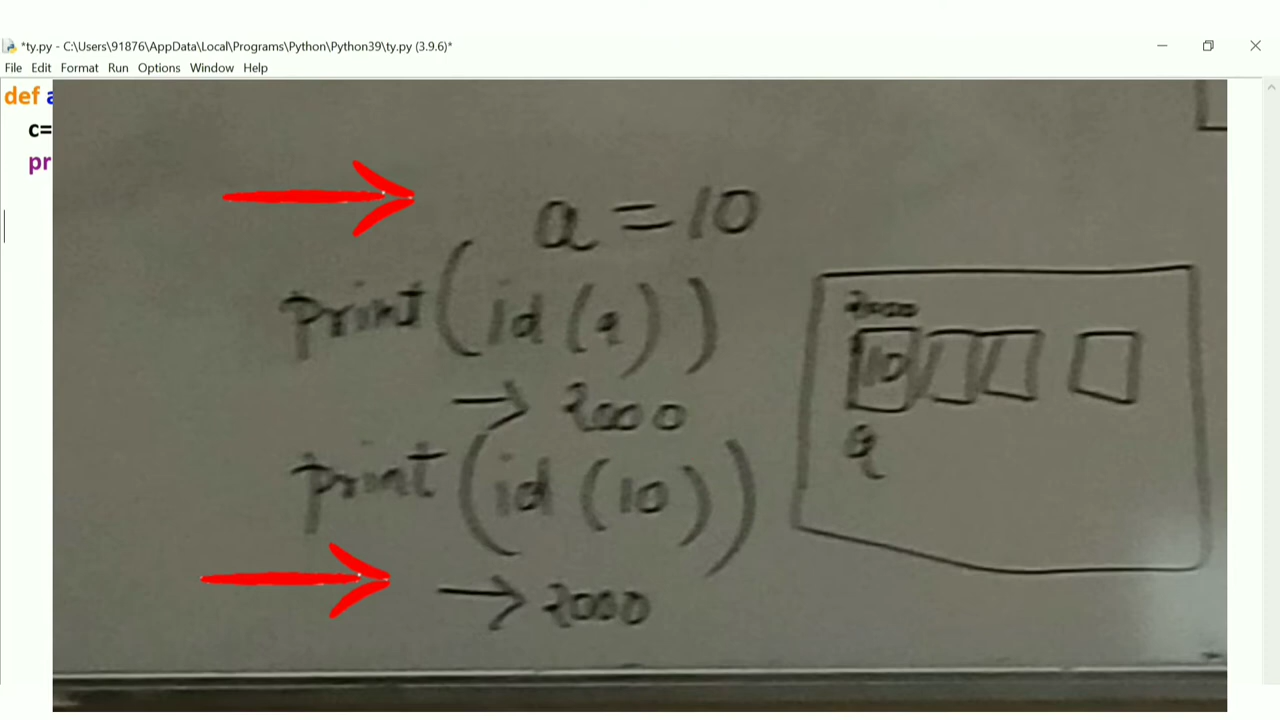 *ty.py - C:\Users\91876\AppData\Local\Programs\Python\Python39\ty.py (3.9.6)*
File Edit Format Run Options Window Help
def a
c=
pr
a = 10
print(id(a))
→ 2000
print(id(10))
→ 2000
2000
10
a